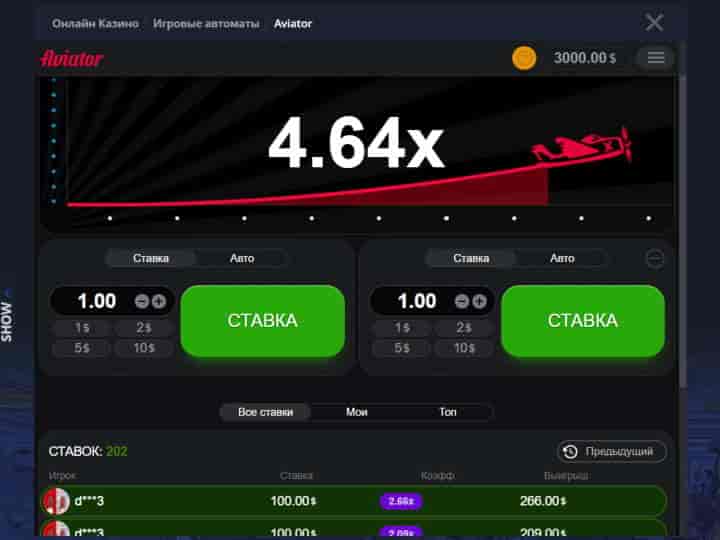 Онлайн Казино Игровые автоматы Aviator
Aviator 3000.00 $
4.64x
Ставка Авто Ставка Авто
1.00 1.00
СТАВКА СТАВКА
1$ 2$ 1$ 2$
5$ 10$ 5$ 10$
SHOW
Все ставки Мои Топ
СТАВОК: 202 Предыдущий
Игрок Ставка Коэфф. Выигрыш
d***3 100.00$ 2.66x 266.00$
d***3 100.00$ 2.09x 209.00$